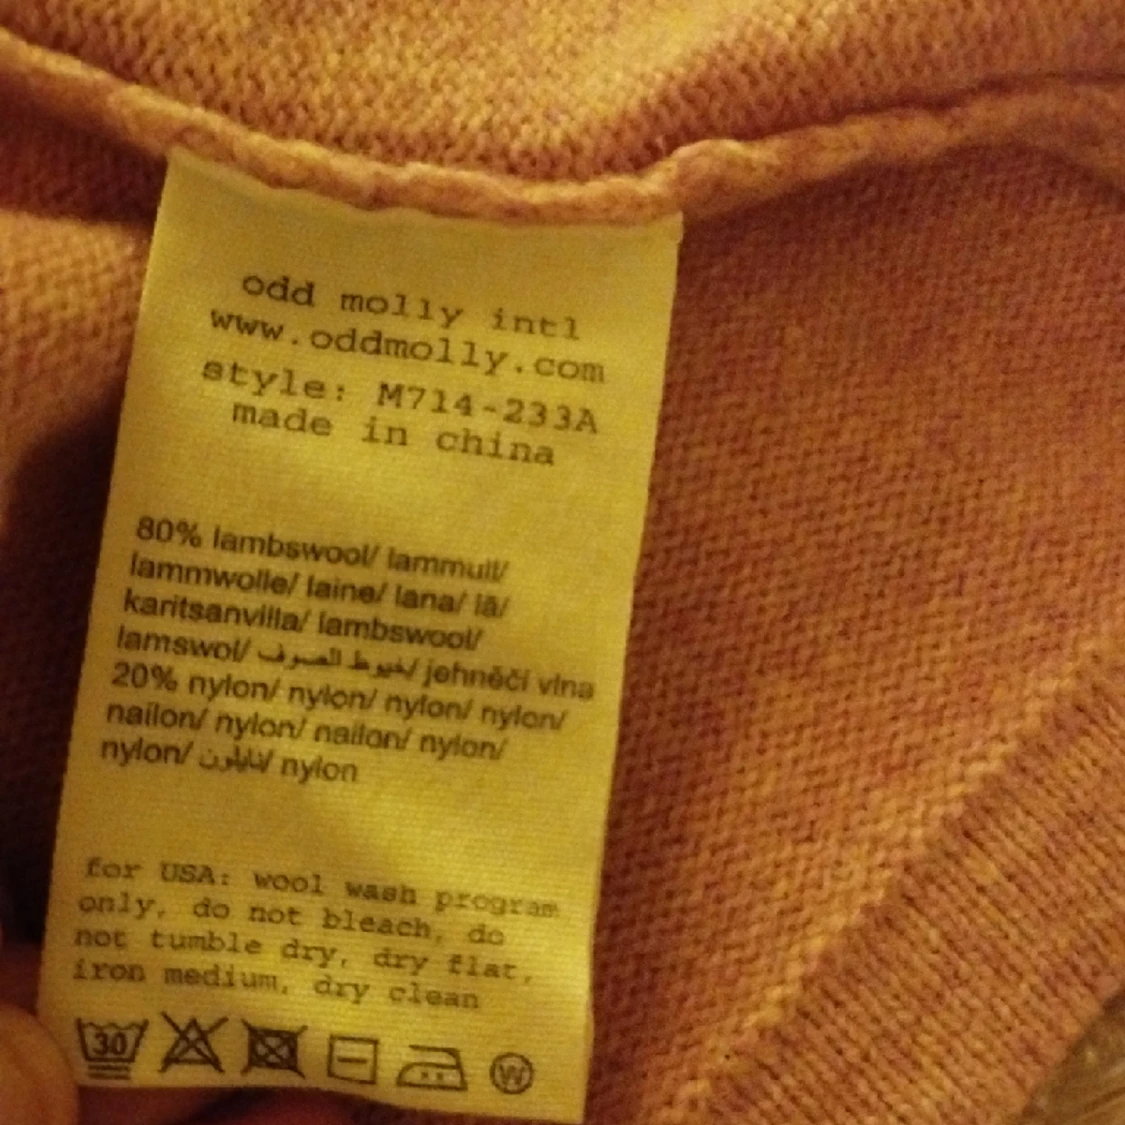 odd molly intl
www.oddmolly.com
style: M714-233A
made in china
80% lambswool/ lammull/
lammwolle/ laine/ lana/ lã/
karitsanvilla/ lambswool/
lamswol/ خيوط الصوف/ jehněčí vlna
20% nylon/ nylon/ nylon/ nylon/
nailon/ nylon/ nailon/ nylon/
nylon/ نايلون/ nylon
for USA: wool wash program
only, do not bleach, do
not tumble dry, dry flat,
iron medium, dry clean
30 W